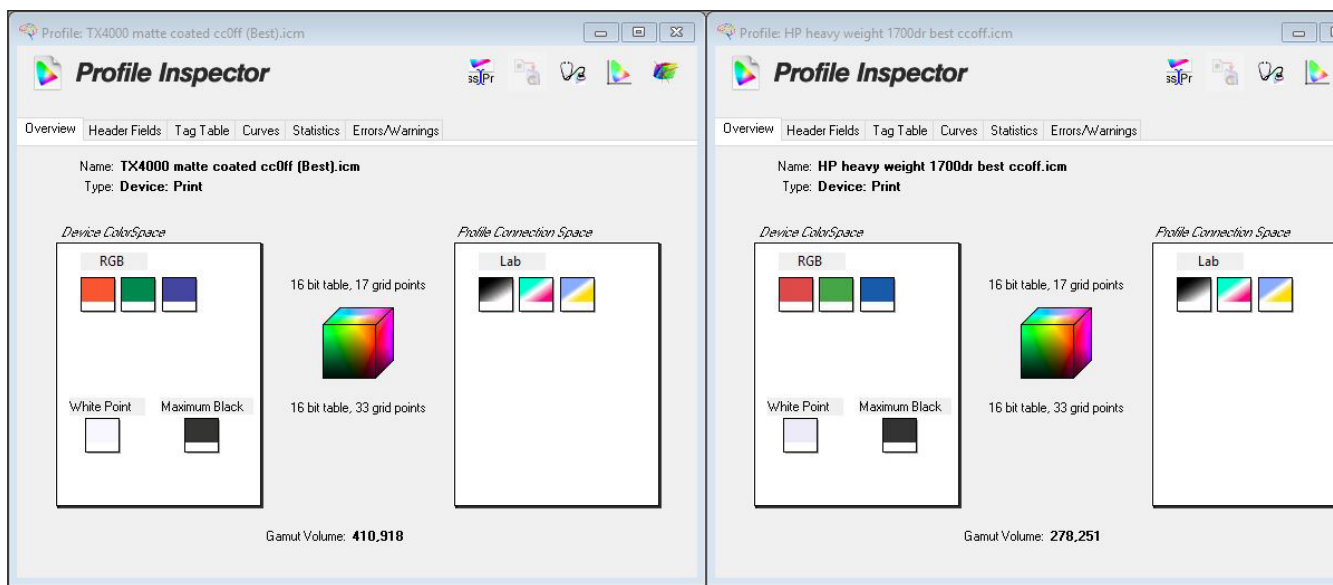 Profile: TX4000 matte coated cc0ff (Best).icm
Profile Inspector
ss Pr
Overview Header Fields Tag Table Curves Statistics Errors/Warnings
Name: TX4000 matte coated cc0ff (Best).icm
Type: Device: Print
Device ColorSpace
Profile Connection Space
RGB
Lab
16 bit table, 17 grid points
White Point
Maximum Black
16 bit table, 33 grid points
Gamut Volume: 410,918
Profile: HP heavy weight 1700dr best ccoff.icm
Profile Inspector
ss Pr
Overview Header Fields Tag Table Curves Statistics Errors/Warnings
Name: HP heavy weight 1700dr best ccoff.icm
Type: Device: Print
Device ColorSpace
Profile Connection Space
RGB
Lab
16 bit table, 17 grid points
White Point
Maximum Black
16 bit table, 33 grid points
Gamut Volume: 278,251